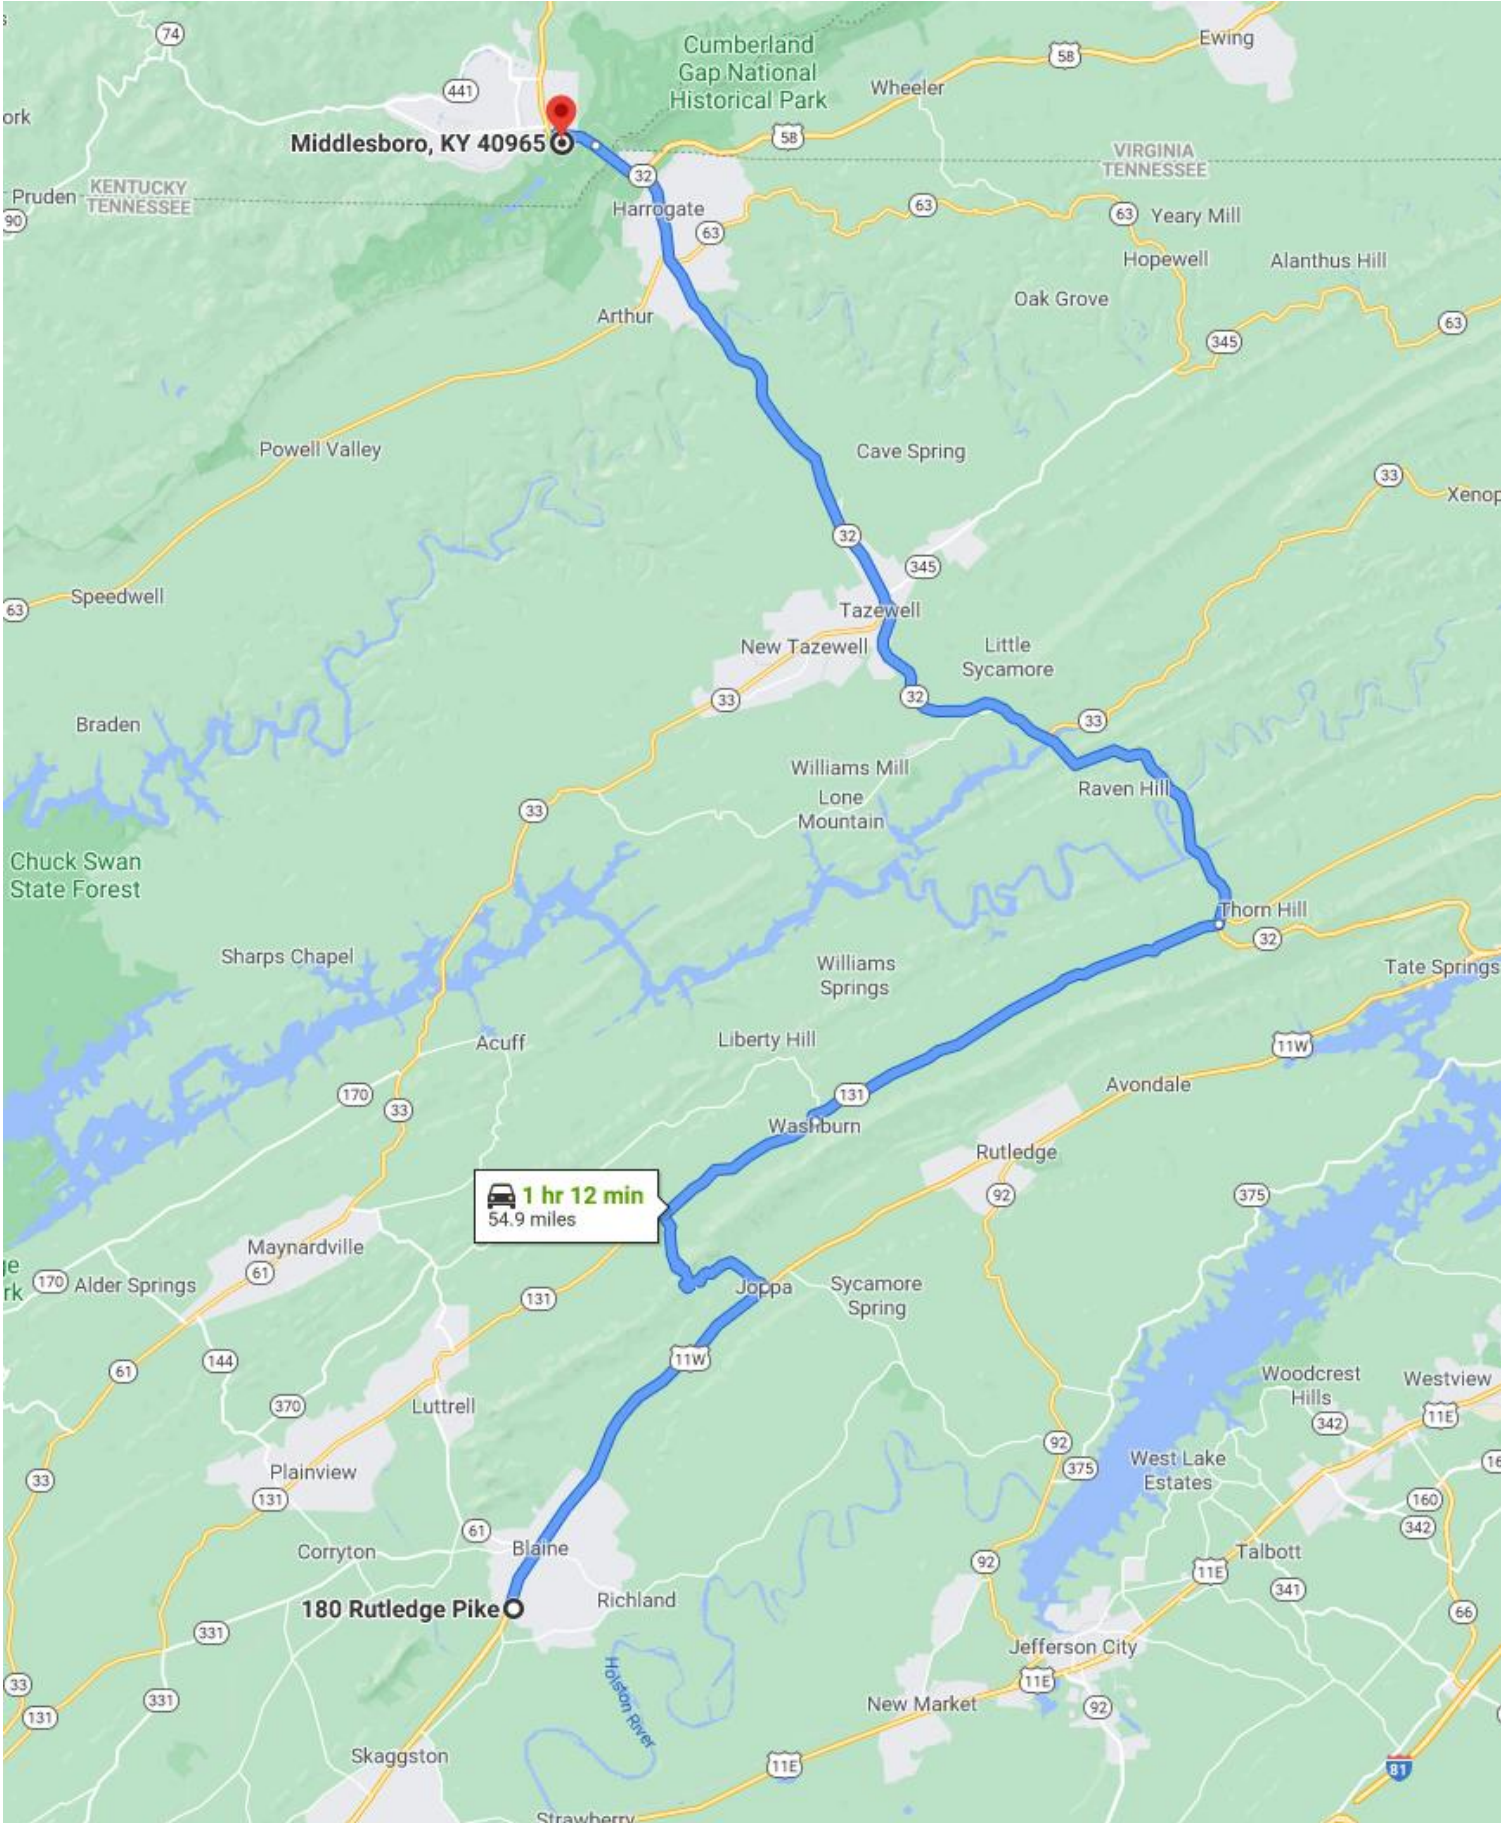 74
Cumberland
Gap National
Historical Park
58
Ewing
Wheeler
441
ork
Middlesboro, KY 40965
58
VIRGINIA
TENNESSEE
32
KENTUCKY
TENNESSEE
Pruden
90
Harrogate
63
63
63
Yeary Mill
Hopewell
Alanthus Hill
Oak Grove
Arthur
63
345
Powell Valley
Cave Spring
33
Xenop
32
345
63
Speedwell
Tazewell
New Tazewell
Little
Sycamore
33
32
33
Braden
Williams Mill
Raven Hill
Lone
Mountain
33
Chuck Swan
State Forest
Thorn Hill
32
Sharps Chapel
Williams
Springs
Tate Springs
Acuff
Liberty Hill
11W
170
33
131
Avondale
Washburn
Rutledge
92
375
1 hr 12 min
54.9 miles
Maynardville
61
ge
rk
170
Alder Springs
131
Joppa
Sycamore
Spring
61
144
11W
Woodcrest
Hills
Westview
370
Luttrell
342
11E
92
375
West Lake
Estates
16
33
Plainview
131
160
342
61
Corryton
Blaine
92
11E
Talbott
341
180 Rutledge Pike
Richland
66
331
Jefferson City
11E
33
131
331
Holston River
New Market
92
Skaggston
11E
81
Strawberry